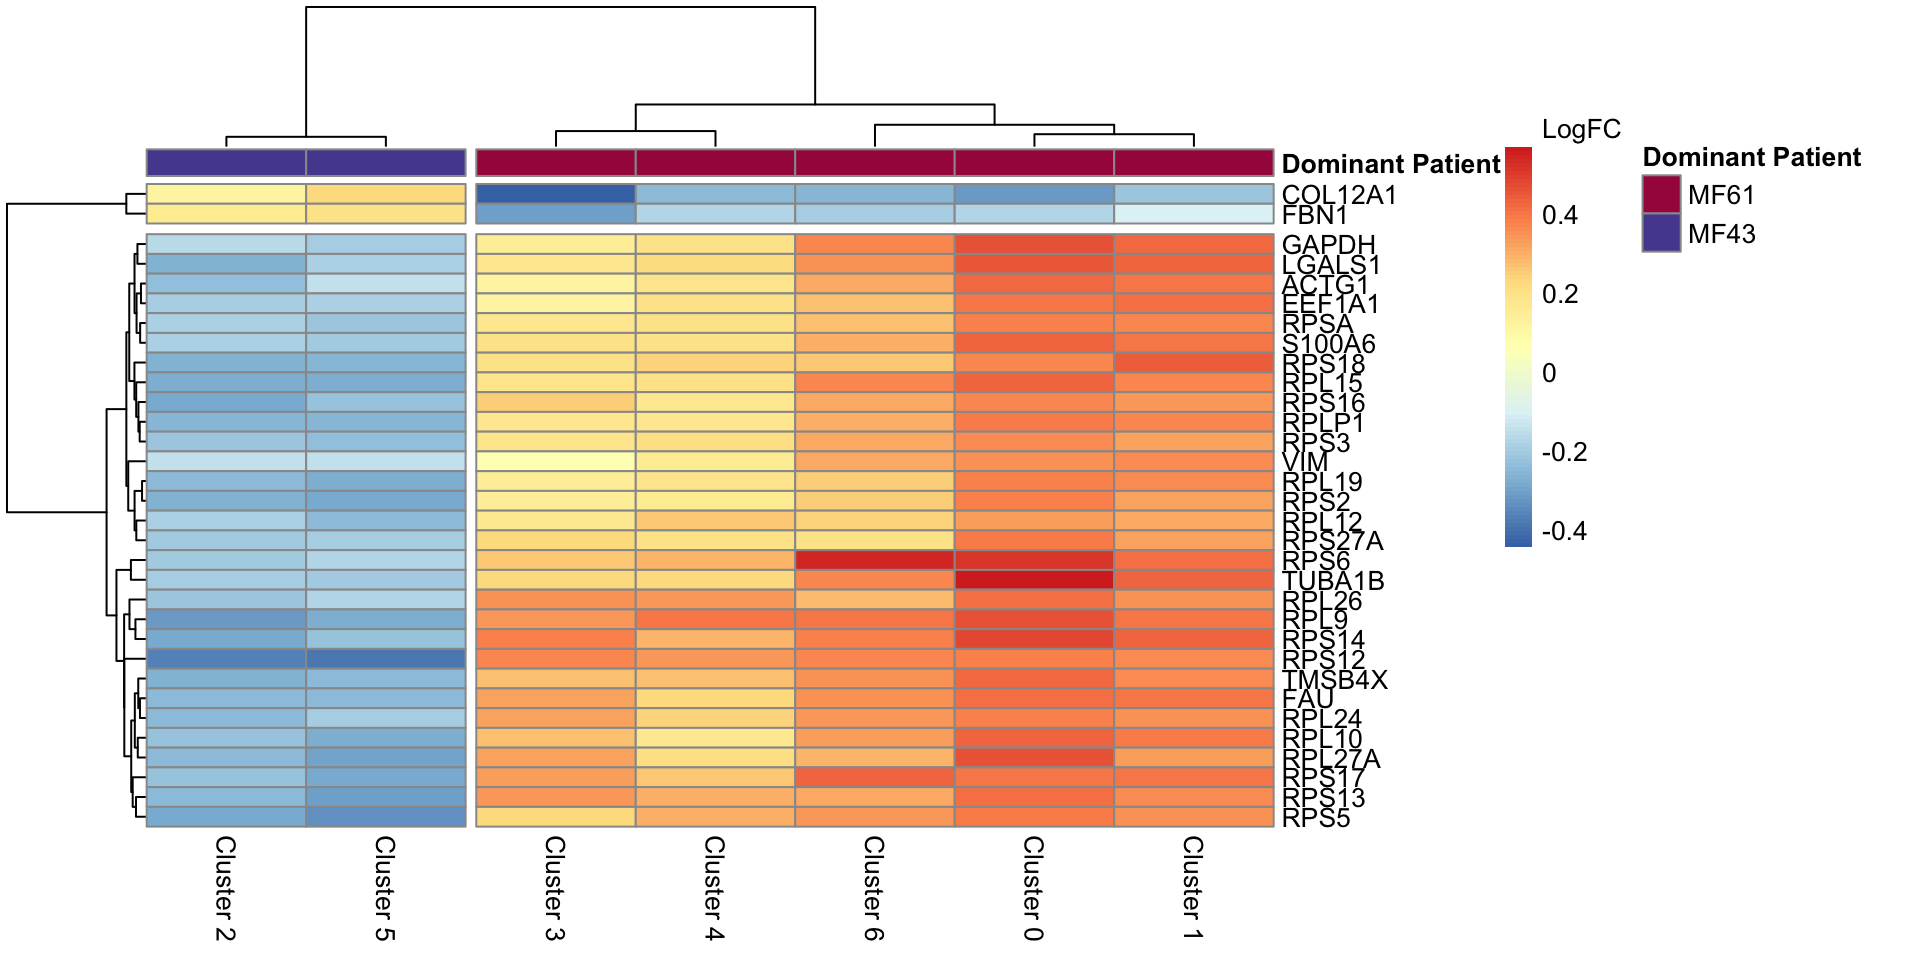 LogFC
0.4
0.2
0
-0.2
-0.4
Dominant Patient
MF61
MF43
Dominant Patient
COL12A1
FBN1
GAPDH
LGALS1
ACTG1
EEF1A1
RPSA
S100A6
RPS18
RPL15
RPS16
RPLP1
RPS3
VIM
RPL19
RPS2
RPL12
RPS27A
RPS6
TUBA1B
RPL26
RPL9
RPS14
RPS12
TMSB4X
FAU
RPL24
RPL10
RPL27A
RPS17
RPS13
RPS5
Cluster 2
Cluster 5
Cluster 3
Cluster 4
Cluster 6
Cluster 0
Cluster 1